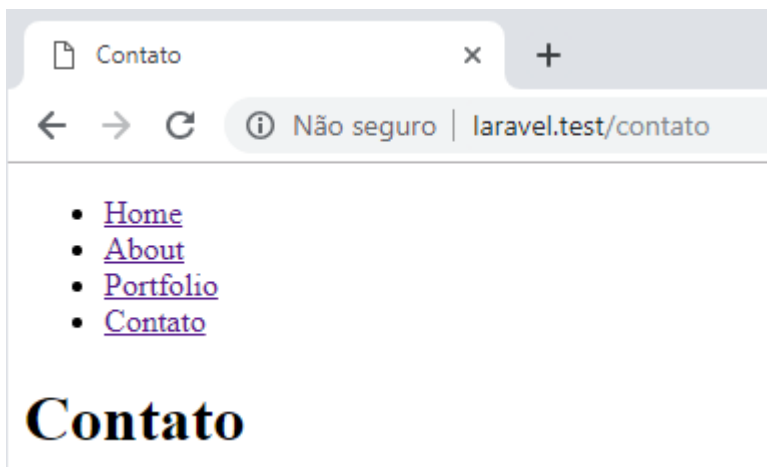 Contato
Não seguro | laravel.test/contato
Home
About
Portfolio
Contato
Contato